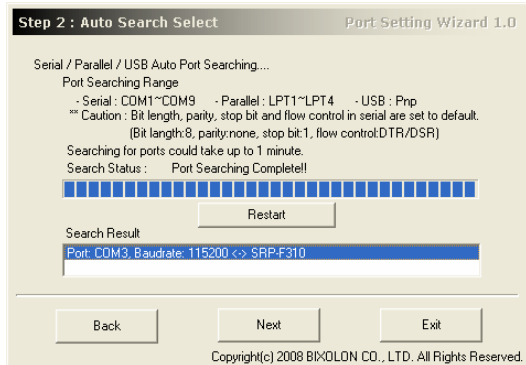 Step 2 : Auto Search Select Port Setting Wizard 1.0
Serial / Parallel / USB Auto Port Searching....
Port Searching Range
- Serial : COM1~COM9 - Parallel : LPT1~LPT4 - USB : Pnp
** Caution : Bit length, parity, stop bit and flow control in serial are set to default.
(Bit length:8, parity:none, stop bit:1, flow control:DTR/DSR)
Searching for ports could take up to 1 minute.
Search Status : Port Searching Complete!!
Restart
Search Result
Port: COM3, Baudrate: 115200 <-> SRP-F310
Back Next Exit
Copyright(c) 2008 BIXOLON CO., LTD. All Rights Reserved.